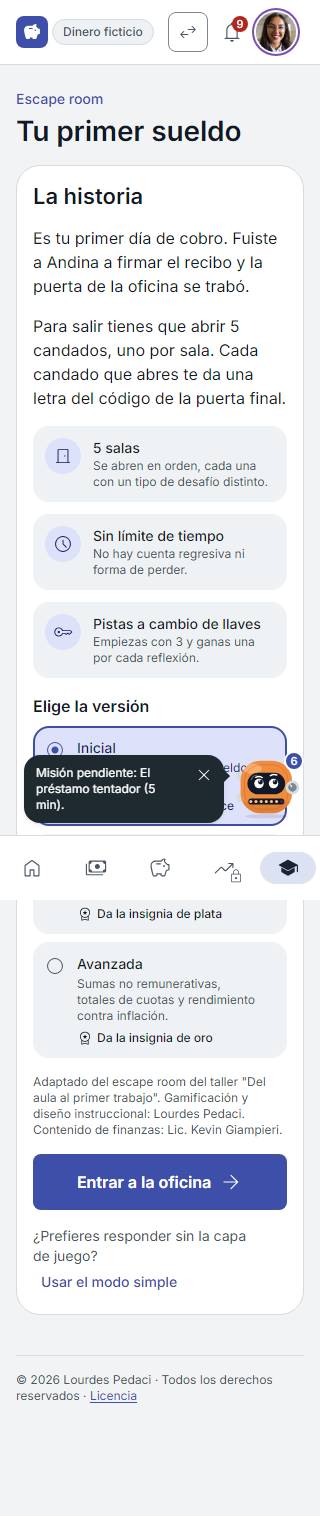 Dinero ficticio
9
Escape room
Tu primer sueldo
La historia
Es tu primer día de cobro. Fuiste
a Andina a firmar el recibo y la
puerta de la oficina se trabó.
Para salir tienes que abrir 5
candados, uno por sala. Cada
candado que abres te da una
letra del código de la puerta final.
5 salas
Se abren en orden, cada una
con un tipo de desafío distinto.
Sin límite de tiempo
No hay cuenta regresiva ni
forma de perder.
Pistas a cambio de llaves
Empiezas con 3 y ganas una
por cada reflexión.
Elige la versión
Inicial
Misión pendiente: El
préstamo tentador (5
min).
6
Da la insignia de plata
Avanzada
Sumas no remunerativas,
totales de cuotas y rendimiento
contra inflación.
Da la insignia de oro
Adaptado del escape room del taller "Del
aula al primer trabajo". Gamificación y
diseño instruccional: Lourdes Pedaci.
Contenido de finanzas: Lic. Kevin Giampieri.
Entrar a la oficina
¿Prefieres responder sin la capa
de juego?
Usar el modo simple
© 2026 Lourdes Pedaci · Todos los derechos
reservados · Licencia